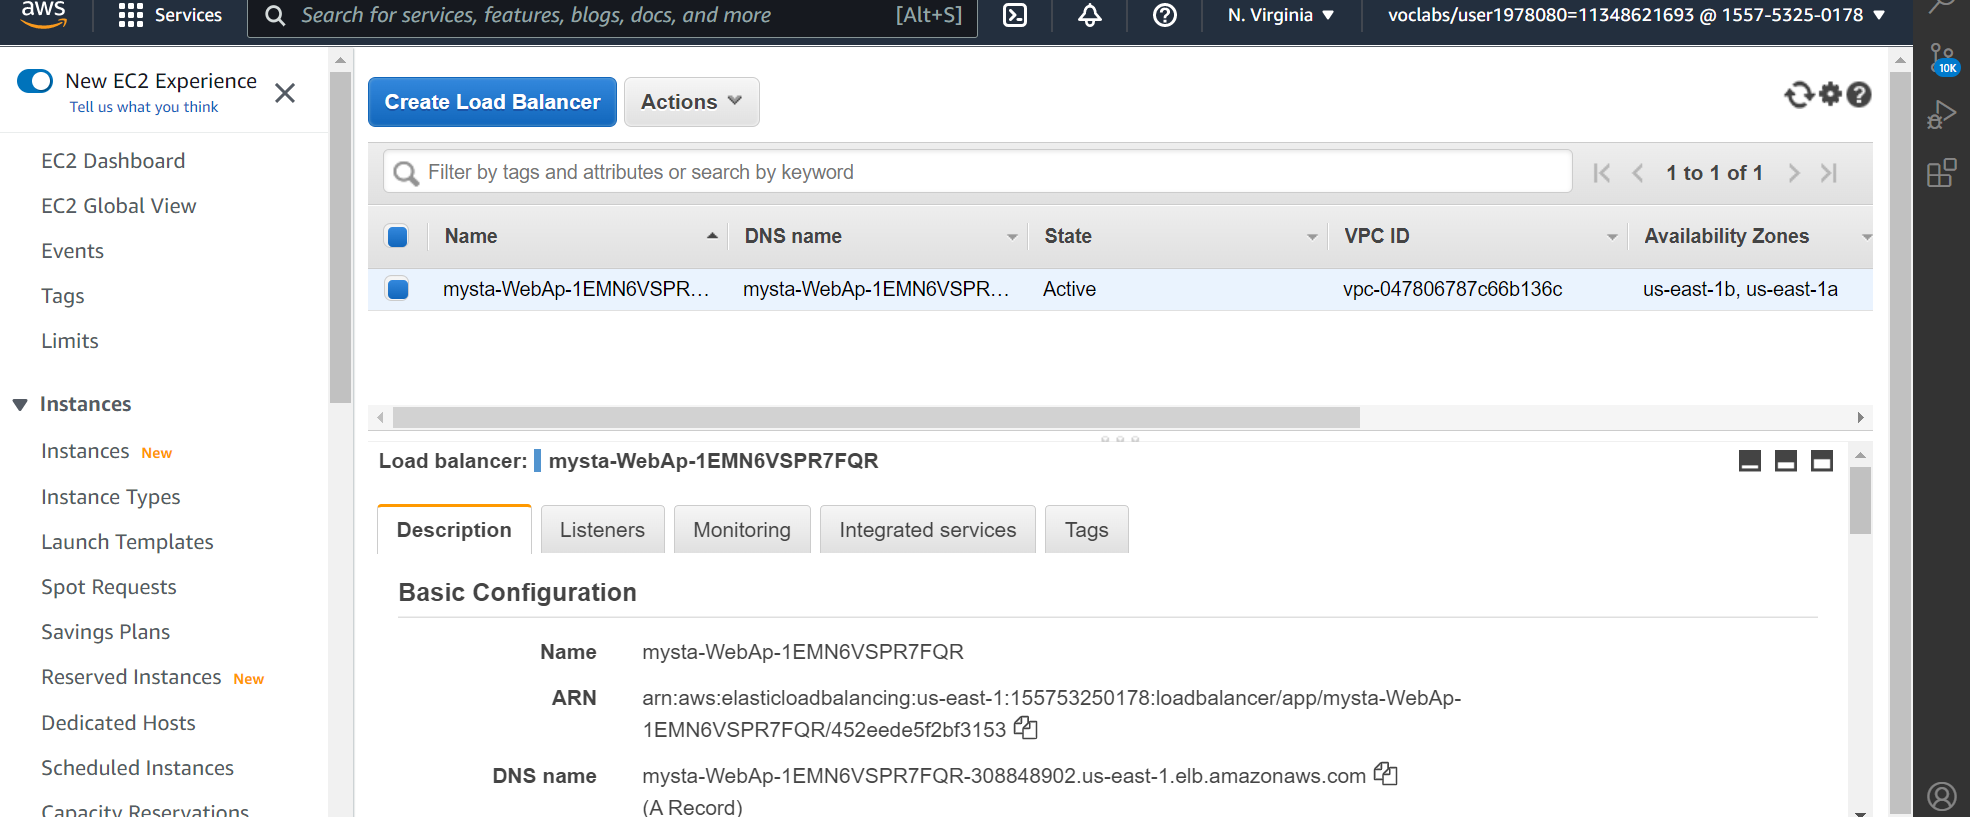 aws
Services
Search for services, features, blogs, docs, and more
[Alt+S]
N. Virginia
voclabs/user1978080=11348621693 @ 1557-5325-0178
New EC2 Experience
Tell us what you think
EC2 Dashboard
EC2 Global View
Events
Tags
Limits
Instances
Instances New
Instance Types
Launch Templates
Spot Requests
Savings Plans
Reserved Instances New
Dedicated Hosts
Scheduled Instances
Capacity Reservations
Create Load Balancer
Actions
Filter by tags and attributes or search by keyword
1 to 1 of 1
Name DNS name State VPC ID Availability Zones
mysta-WebAp-1EMN6VSPR... mysta-WebAp-1EMN6VSPR... Active vpc-047806787c66b136c us-east-1b, us-east-1a
Load balancer: mysta-WebAp-1EMN6VSPR7FQR
Description Listeners Monitoring Integrated services Tags
Basic Configuration
Name mysta-WebAp-1EMN6VSPR7FQR
ARN arn:aws:elasticloadbalancing:us-east-1:155753250178:loadbalancer/app/mysta-WebAp-
1EMN6VSPR7FQR/452eede5f2bf3153
DNS name mysta-WebAp-1EMN6VSPR7FQR-308848902.us-east-1.elb.amazonaws.com
(A Record)
10K